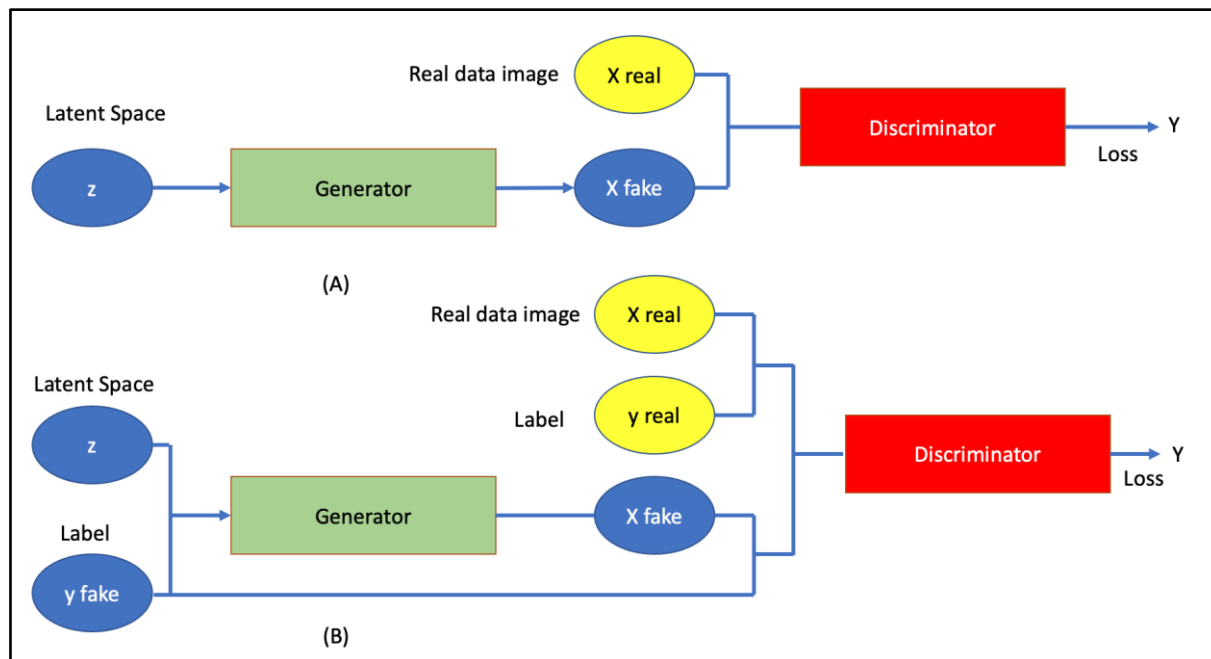 Real data image
X real
Latent Space
Discriminator
Y
Loss
z
Generator
X fake
(A)
Real data image
X real
Latent Space
Label
y real
z
Discriminator
Y
Loss
Generator
X fake
Label
y fake
(B)